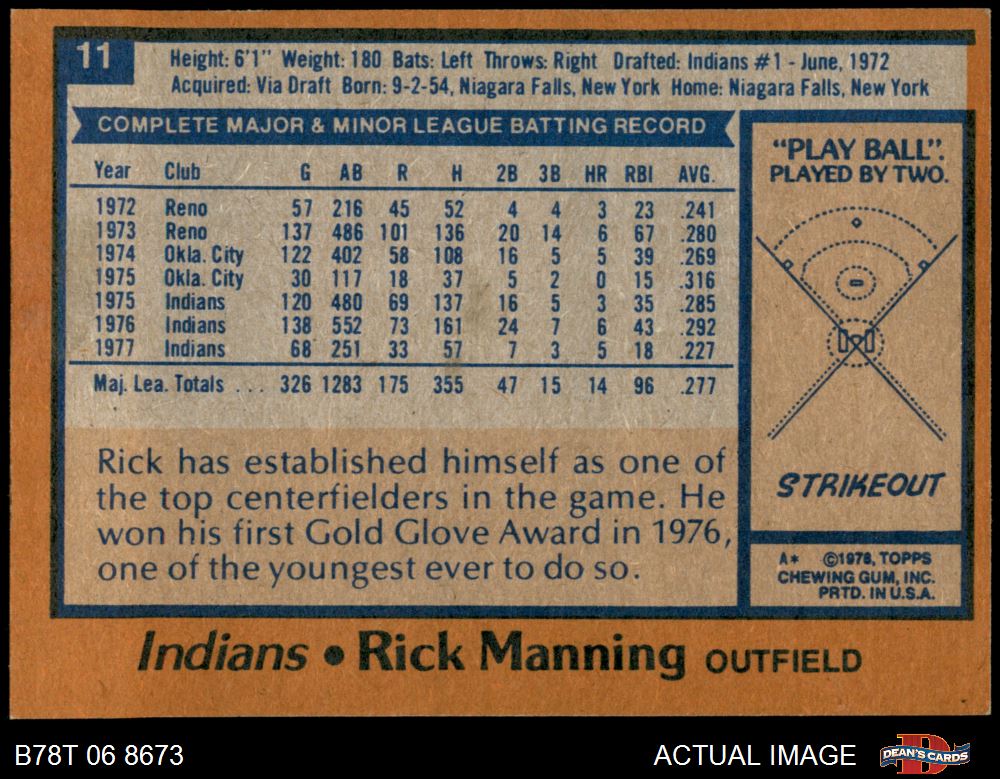 11
Height: 6'1" Weight: 180 Bats: Left Throws: Right Drafted: Indians #1 - June, 1972
Acquired: Via Draft Born: 9-2-54, Niagara Falls, New York Home: Niagara Falls, New York
COMPLETE MAJOR & MINOR LEAGUE BATTING RECORD
Year Club G AB R H 2B 3B HR RBI AVG.
1972 Reno 57 216 45 52 4 4 3 23 .241
1973 Reno 137 486 101 136 20 14 6 67 .280
1974 Okla. City 122 402 58 108 16 5 5 39 .269
1975 Okla. City 30 117 18 37 5 2 0 15 .316
1975 Indians 120 480 69 137 16 5 3 35 .285
1976 Indians 138 552 73 161 24 7 6 43 .292
1977 Indians 68 251 33 57 7 3 5 18 .227
Maj. Lea. Totals ... 326 1283 175 355 47 15 14 96 .277
Rick has established himself as one of
the top centerfielders in the game. He
won his first Gold Glove Award in 1976,
one of the youngest ever to do so.
"PLAY BALL".
PLAYED BY TWO.
STRIKEOUT
A* ©1978, TOPPS
CHEWING GUM, INC.
PRTD. IN U.S.A.
Indians • Rick Manning OUTFIELD
B78T 06 8673
ACTUAL IMAGE
D
DEAN'S CARDS